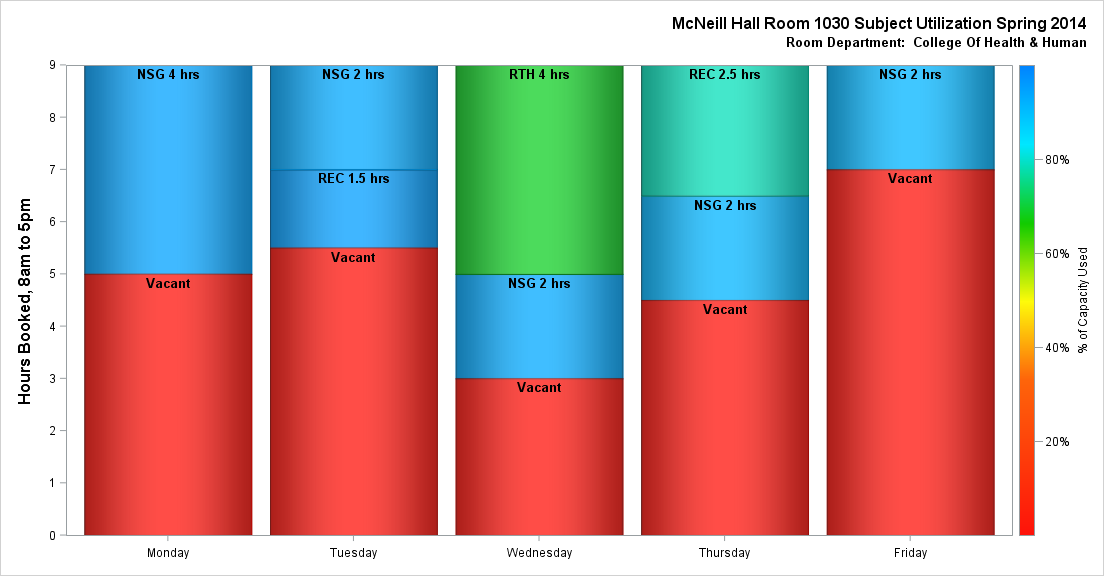 McNeill Hall Room 1030 Subject Utilization Spring 2014
Room Department:  College Of Health & Human
Hours Booked, 8am to 5pm
9
8
7
6
5
4
3
2
1
0
NSG 4 hrs
Vacant
NSG 2 hrs
REC 1.5 hrs
Vacant
RTH 4 hrs
NSG 2 hrs
Vacant
REC 2.5 hrs
NSG 2 hrs
Vacant
NSG 2 hrs
Vacant
Monday
Tuesday
Wednesday
Thursday
Friday
80%
60%
40%
20%
% of Capacity Used